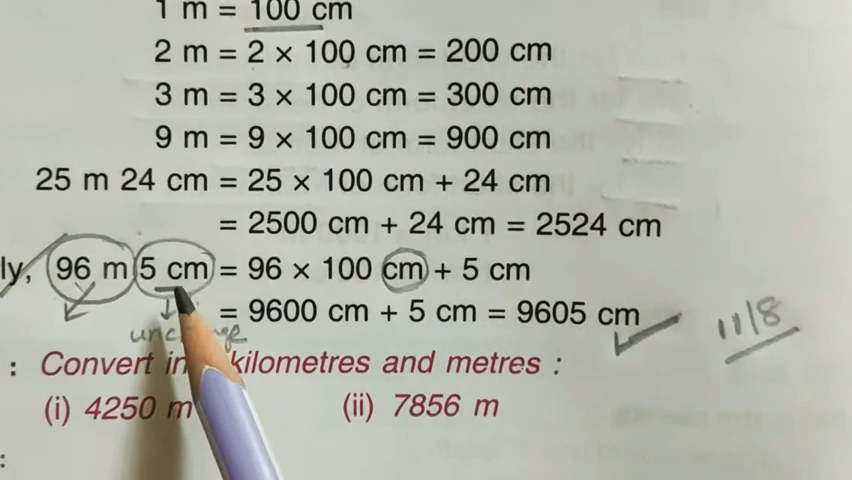 1 m = 100 cm
2 m = 2 × 100 cm = 200 cm
3 m = 3 × 100 cm = 300 cm
9 m = 9 × 100 cm = 900 cm
25 m 24 cm = 25 × 100 cm + 24 cm
= 2500 cm + 24 cm = 2524 cm
ly, 96 m 5 cm = 96 × 100 cm + 5 cm
= 9600 cm + 5 cm = 9605 cm
11/8
: Convert in kilometres and metres :
(i) 4250 m (ii) 7856 m
: